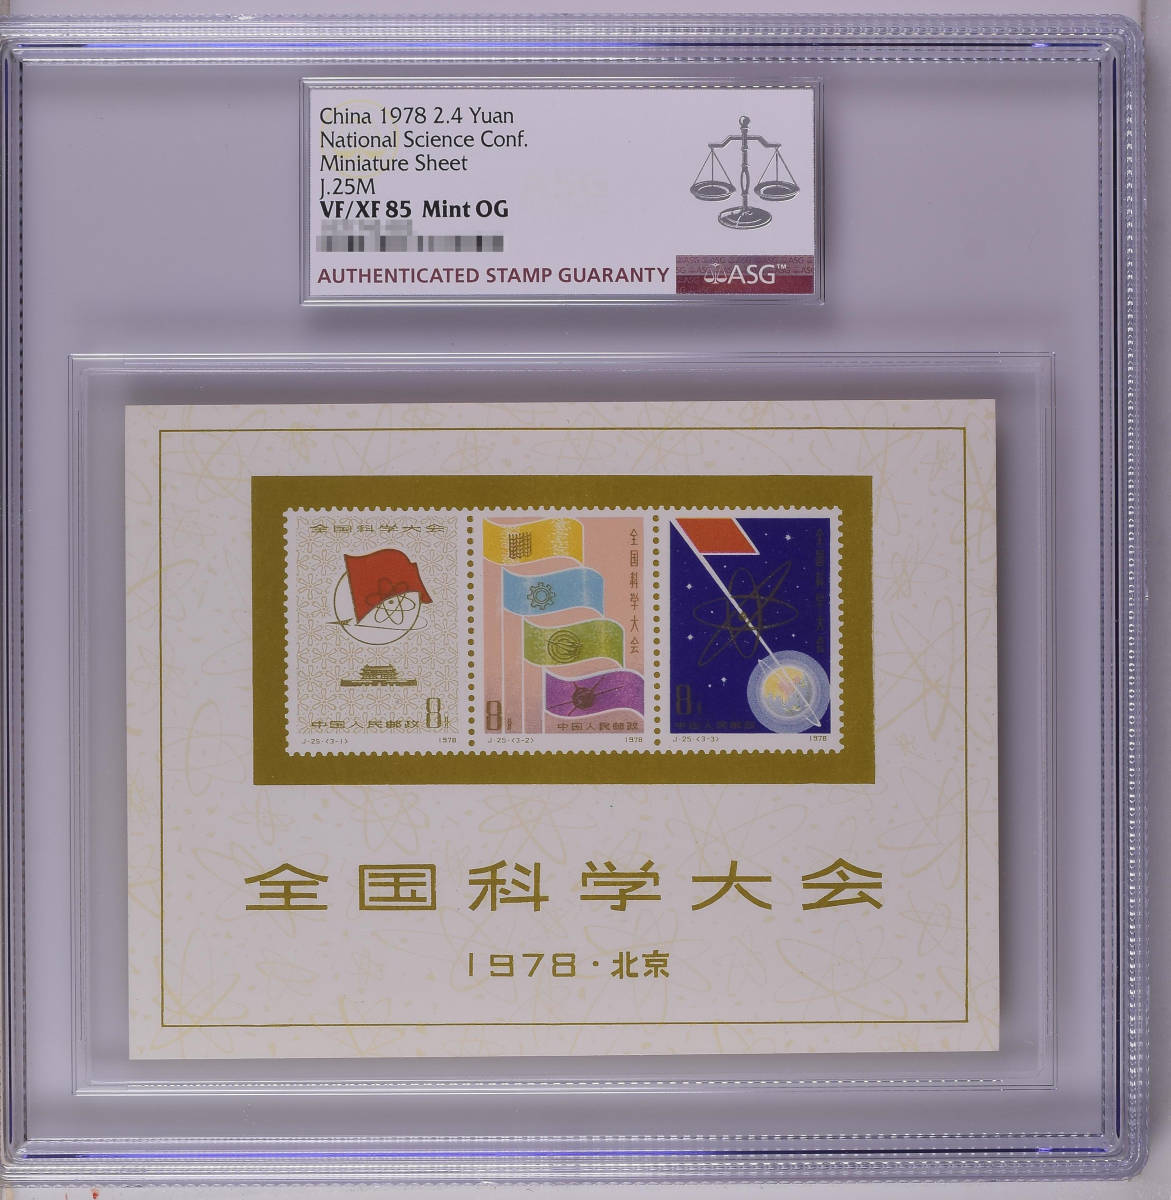 China 1978 2.4 Yuan
National Science Conf.
Miniature Sheet
J.25M
VF/XF 85 Mint OG
AUTHENTICATED STAMP GUARANTY
ASG™
全国科学大会
中国人民邮政 8分
J·25·(3-1) 1978
全国科学大会
8分 中国人民邮政
J·25·(3-2) 1978
全国科学大会
8分
中国人民邮政
J·25·(3-3) 1978
全国科学大会
1978·北京